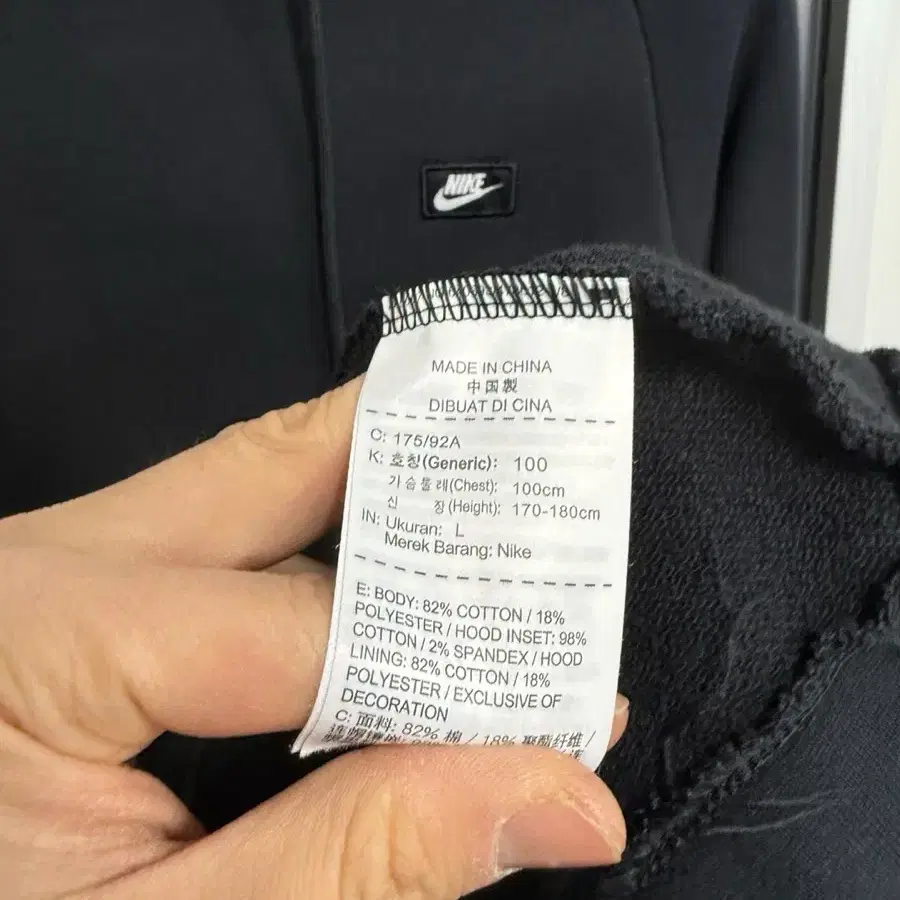 NIKE
MADE IN CHINA
中国製
DIBUAT DI CINA
C: 175/92A
K: 호칭(Generic): 100
가슴둘레(Chest): 100cm
신 장(Height): 170-180cm
IN: Ukuran: L
Merek Barang: Nike
E: BODY: 82% COTTON / 18%
POLYESTER / HOOD INSET: 98%
COTTON / 2% SPANDEX / HOOD
LINING: 82% COTTON / 18%
POLYESTER / EXCLUSIVE OF
DECORATION
C: 面料: 82% 棉 / 18% 聚酯纤维 /